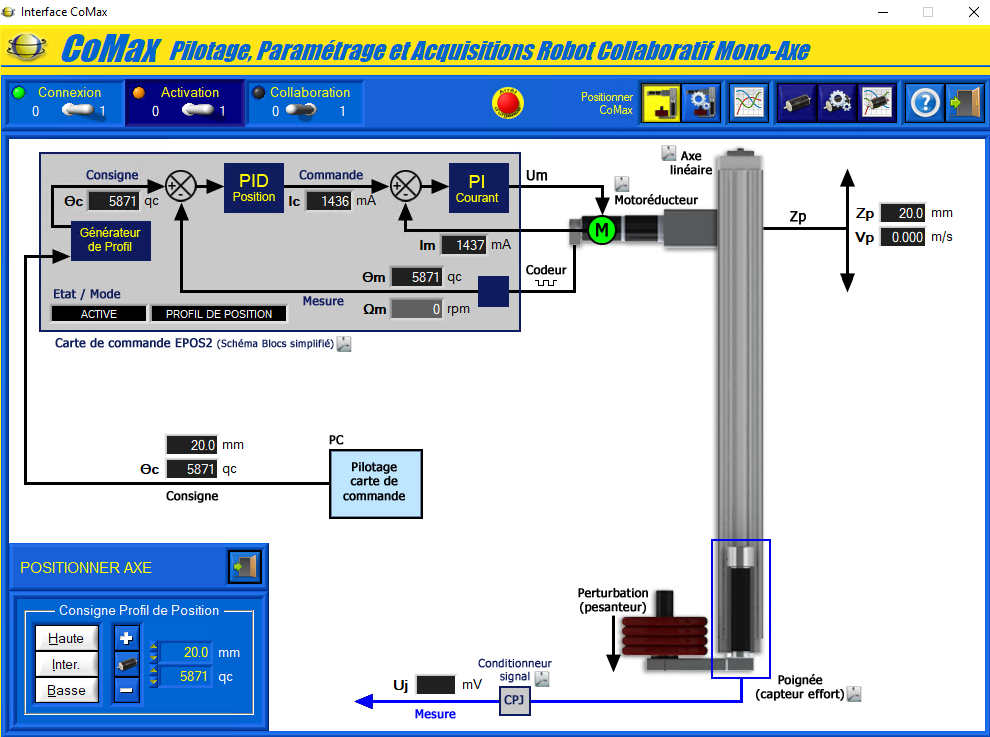 Interface CoMax
CoMax Pilotage, Paramétrage et Acquisitions Robot Collaboratif Mono-Axe
Connexion
0 1
Activation
0 1
Collaboration
0 1
Positionner
CoMax
Consigne
Θc 5871 qc
PID
Position
Commande
Ic 1436 mA
PI
Courant
Um
Générateur
de Profil
Im 1437 mA
Θm 5871 qc
Codeur
Etat / Mode
Mesure
Ωm 0 rpm
ACTIVE
PROFIL DE POSITION
Carte de commande EPOS2 (Schéma Blocs simplifié)
Axe
linéaire
Motoréducteur
M
Zp
Zp 20.0 mm
Vp 0.000 m/s
20.0 mm
Θc 5871 qc
Consigne
PC
Pilotage
carte de
commande
POSITIONNER AXE
Consigne Profil de Position
Haute
Inter.
Basse
20.0 mm
5871 qc
Perturbation
(pesanteur)
Conditionneur
signal
Uj mV
CPJ
Mesure
Poignée
(capteur effort)